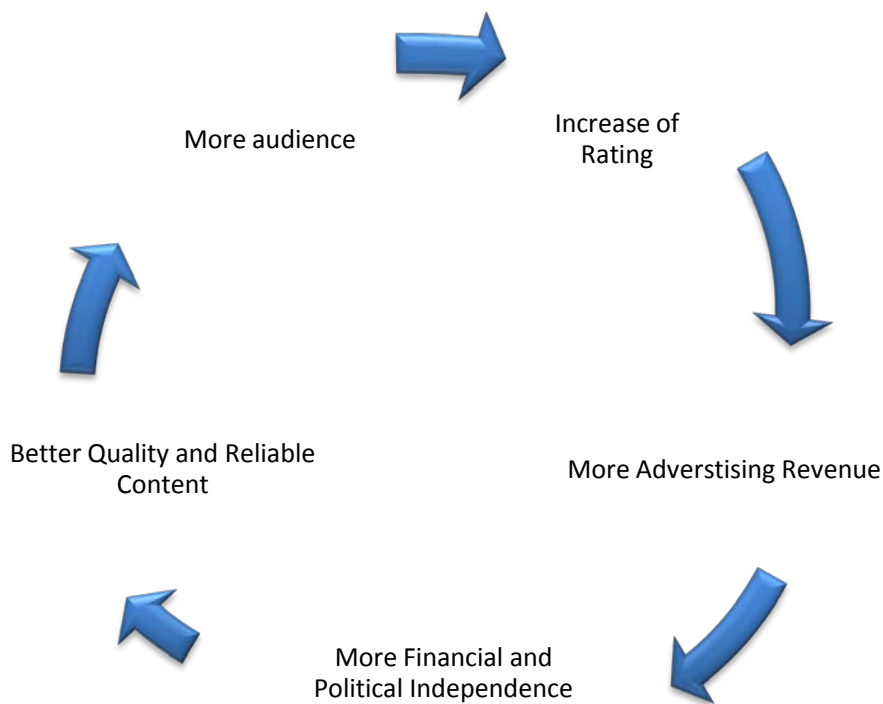 More audience
Increase of
Rating
More Adverstising Revenue
More Financial and
Political Independence
Better Quality and Reliable
Content